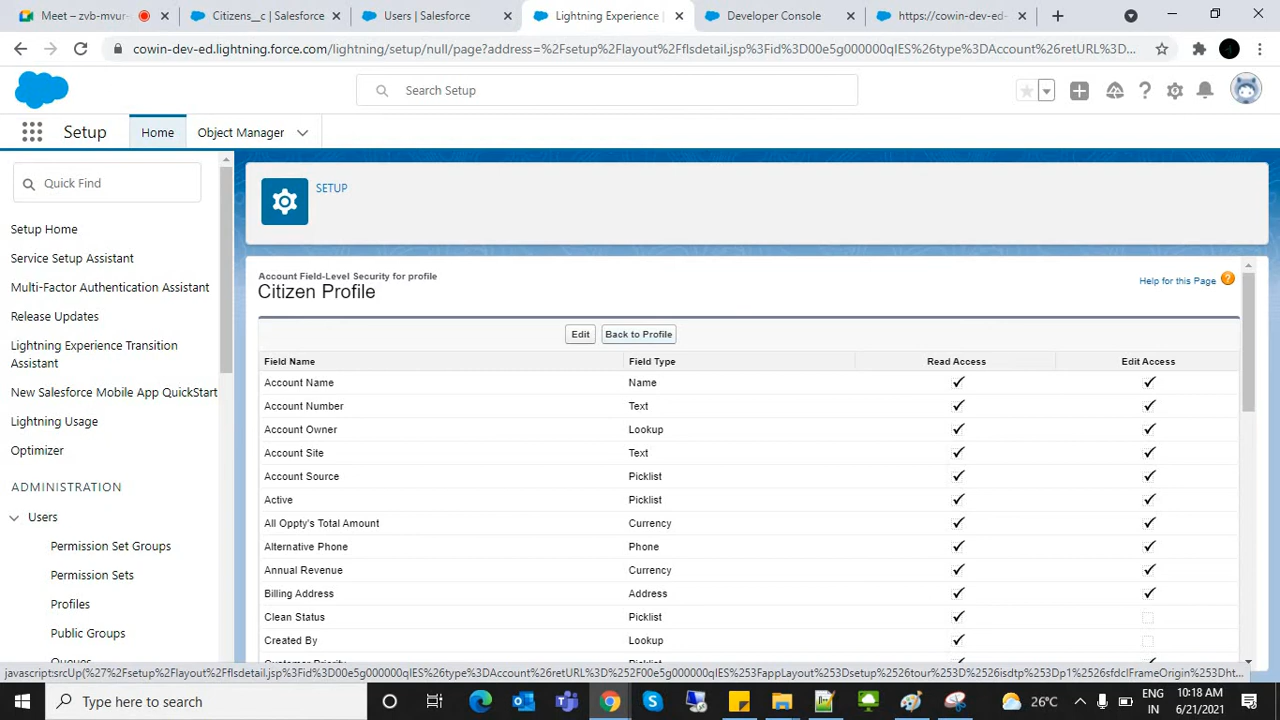 Meet – zvb-mvur-
Citizens__c | Salesforce
Users | Salesforce
Lightning Experience
Developer Console
https://cowin-dev-ed-
cowin-dev-ed.lightning.force.com/lightning/setup/null/page?address=%2Fsetup%2Flayout%2Fflsdetail.jsp%3Fid%3D00e5g000000qIES%26type%3DAccount%26retURL%3D...
Search Setup
Setup
Home
Object Manager
Quick Find
SETUP
Setup Home
Service Setup Assistant
Multi-Factor Authentication Assistant
Release Updates
Lightning Experience Transition
Assistant
New Salesforce Mobile App QuickStart
Lightning Usage
Optimizer
ADMINISTRATION
Users
Permission Set Groups
Permission Sets
Profiles
Public Groups
Queues
Account Field-Level Security for profile
Citizen Profile
Help for this Page ?
Edit
Back to Profile
Field Name Field Type Read Access Edit Access
Account Name Name
Account Number Text
Account Owner Lookup
Account Site Text
Account Source Picklist
Active Picklist
All Oppty's Total Amount Currency
Alternative Phone Phone
Annual Revenue Currency
Billing Address Address
Clean Status Picklist
Created By Lookup
Customer Priority Picklist
javascript:srcUp(%27%2Fsetup%2Flayout%2Fflsdetail.jsp%3Fid%3D00e5g000000qIES%26type%3DAccount%26retURL%3D%252F00e5g000000qIES%253FappLayout%253Dsetup%2526tour%253D%2526isdtp%253Dp1%2526sfdcIFrameOrigin%253Dht...
Type here to search
26°C
ENG
IN
10:18 AM
6/21/2021